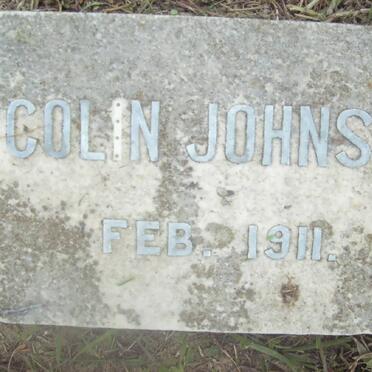 COLIN JOHNS
FEB. 1911.